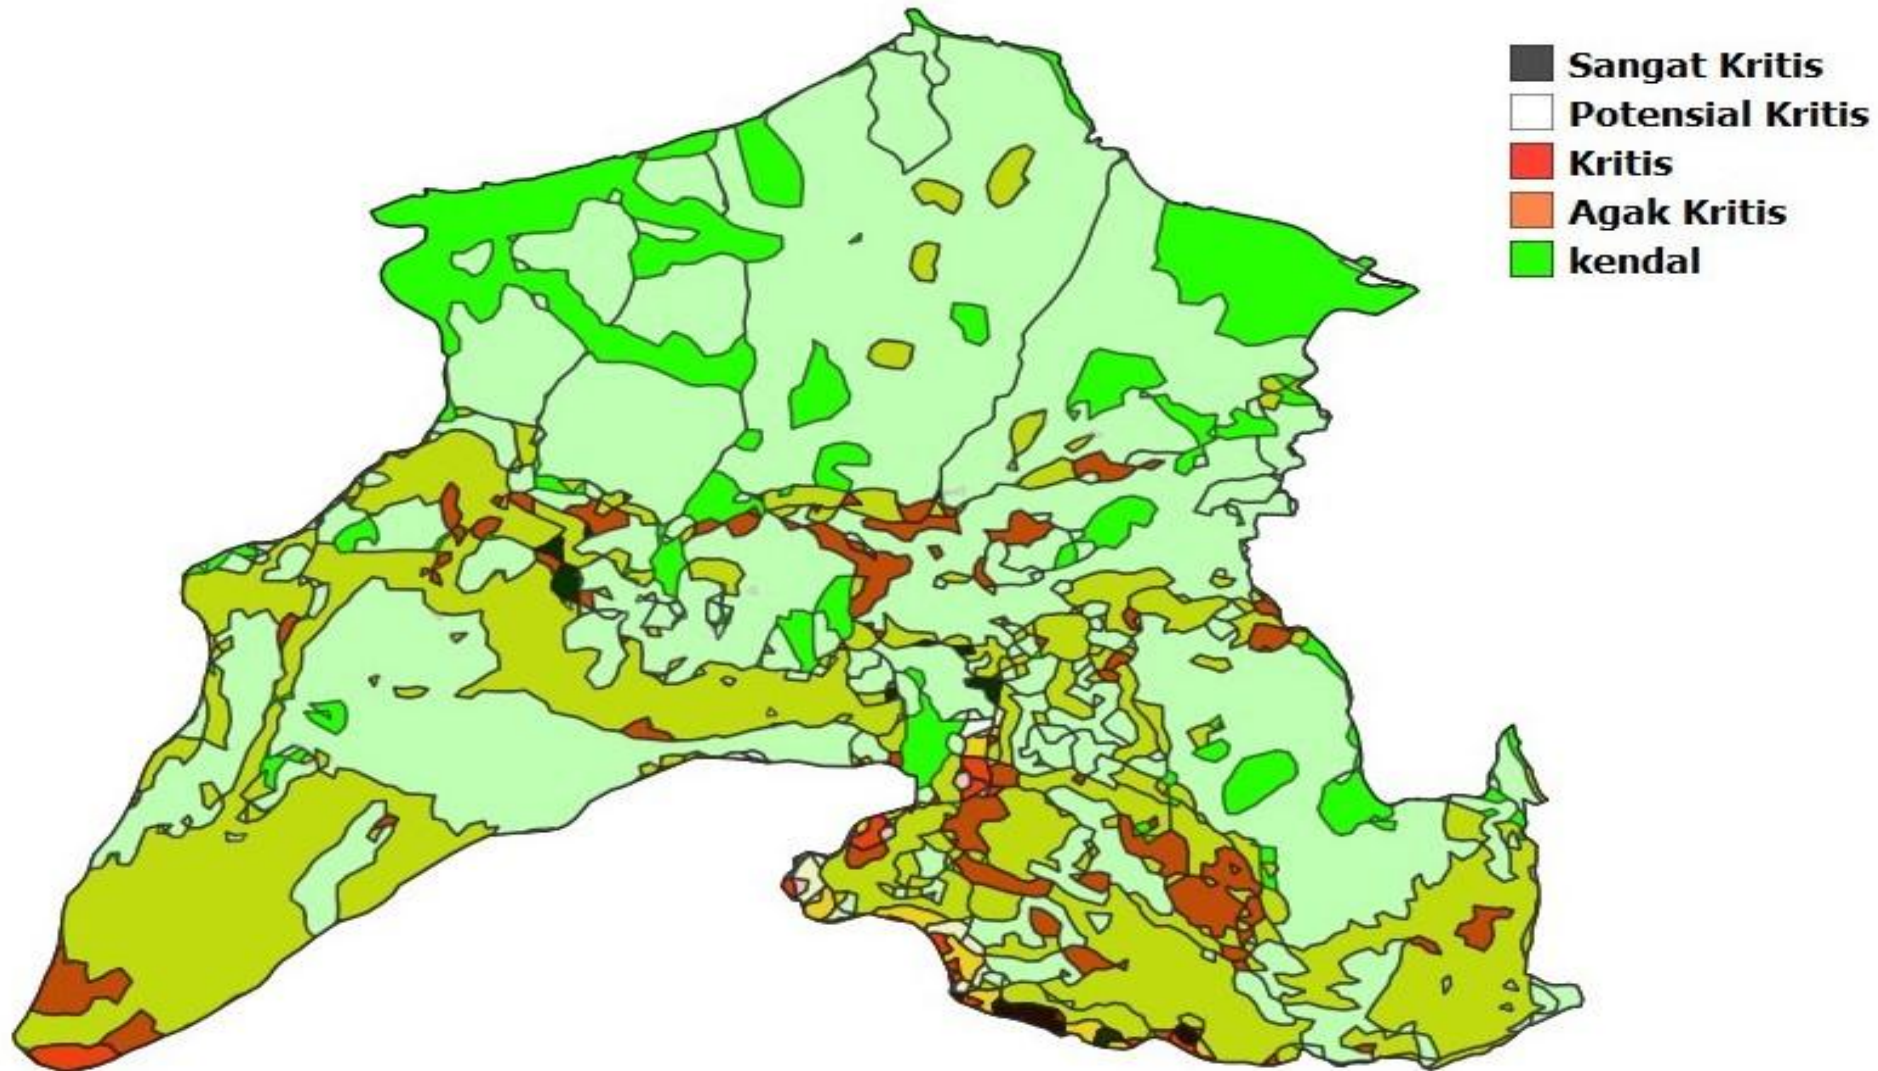 Sangat Kritis
Potensial Kritis
Kritis
Agak Kritis
kendal